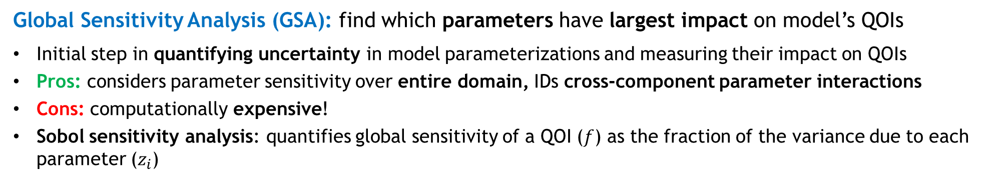 Global Sensitivity Analysis (GSA): find which parameters have largest impact on model’s QOIs
• Initial step in quantifying uncertainty in model parameterizations and measuring their impact on QOIs
• Pros: considers parameter sensitivity over entire domain, IDs cross-component parameter interactions
• Cons: computationally expensive!
• Sobol sensitivity analysis: quantifies global sensitivity of a QOI (𝑓) as the fraction of the variance due to each
parameter (𝑧ᵢ)